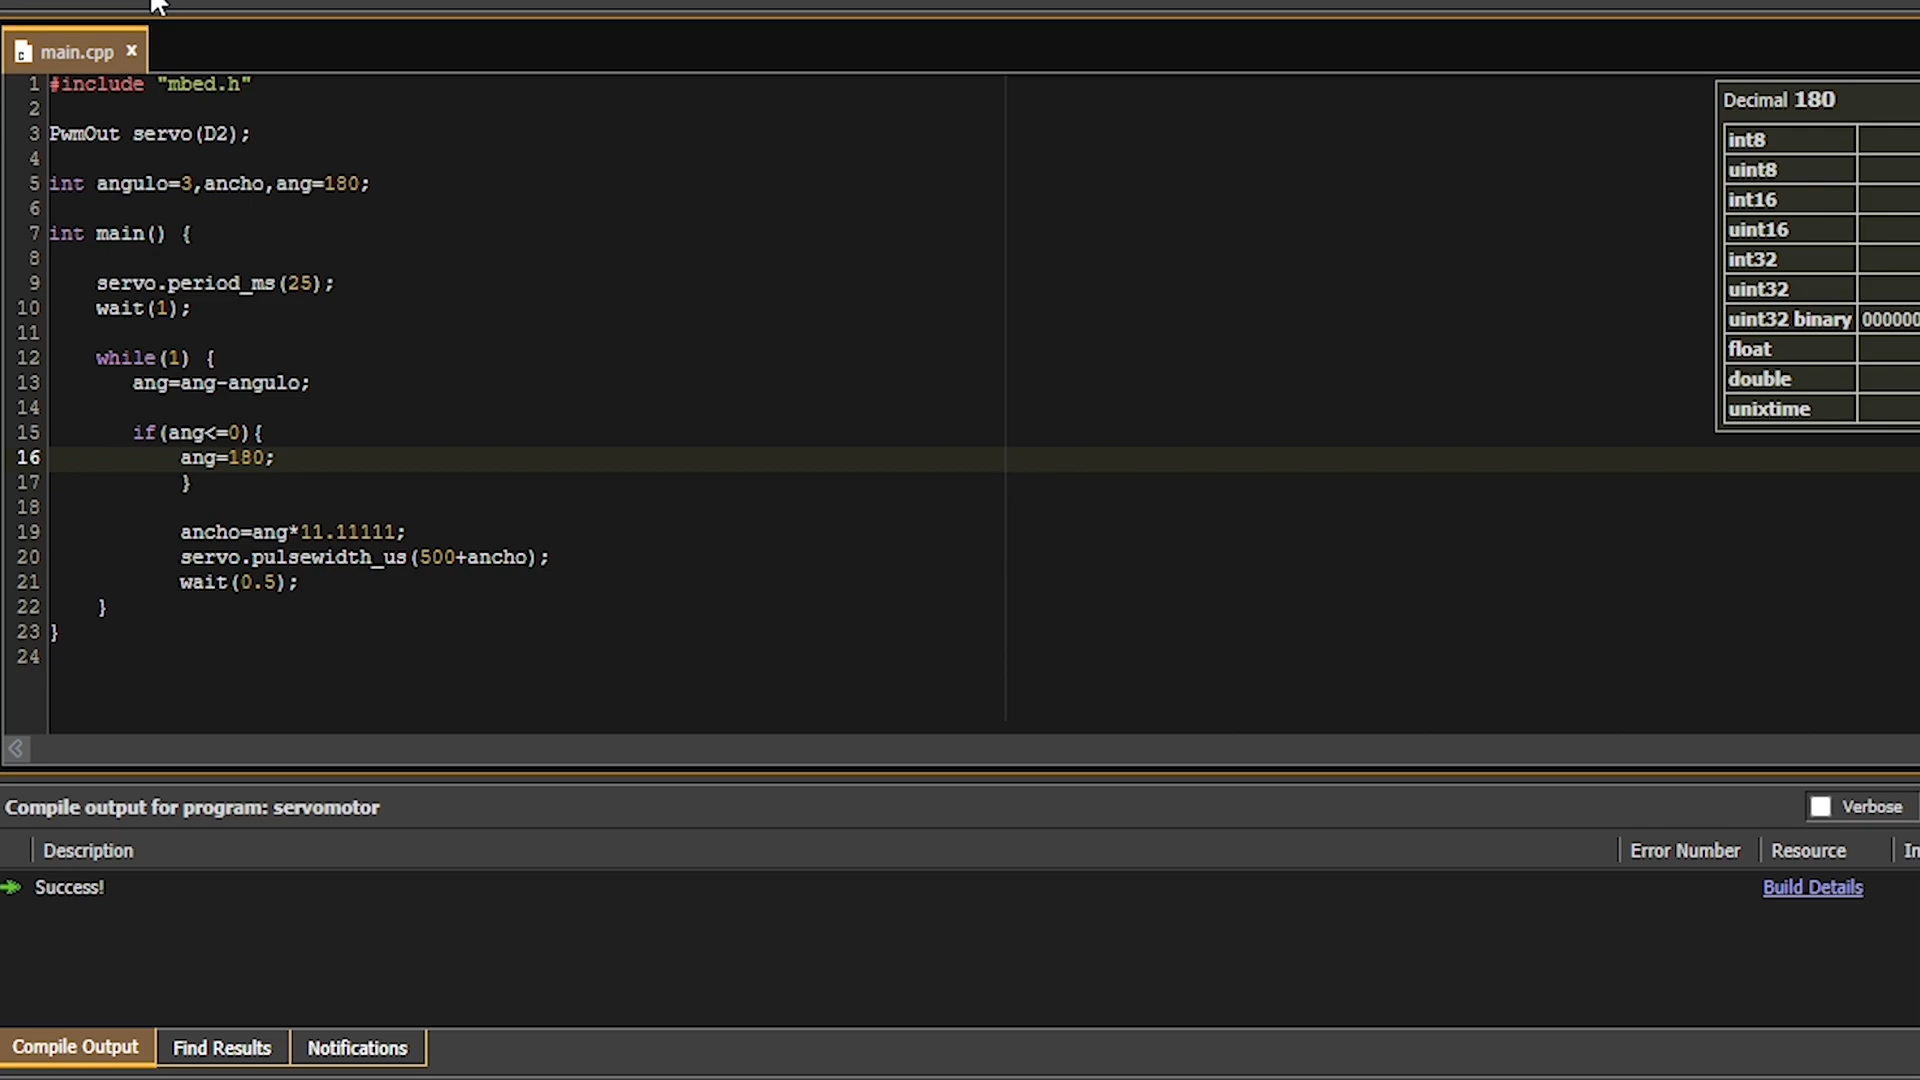 main.cpp x
1 #include "mbed.h"
2
3 PwmOut servo(D2);
4
5 int angulo=3,ancho,ang=180;
6
7 int main() {
8
9 servo.period_ms(25);
10 wait(1);
11
12 while(1) {
13 ang=ang-angulo;
14
15 if(ang<=0){
16 ang=180;
17 }
18
19 ancho=ang*11.11111;
20 servo.pulsewidth_us(500+ancho);
21 wait(0.5);
22 }
23 }
24
Decimal 180
int8
uint8
int16
uint16
int32
uint32
uint32 binary 000000
float
double
unixtime
Compile output for program: servomotor
Verbose
Description Error Number Resource In
Success! Build Details
Compile Output Find Results Notifications